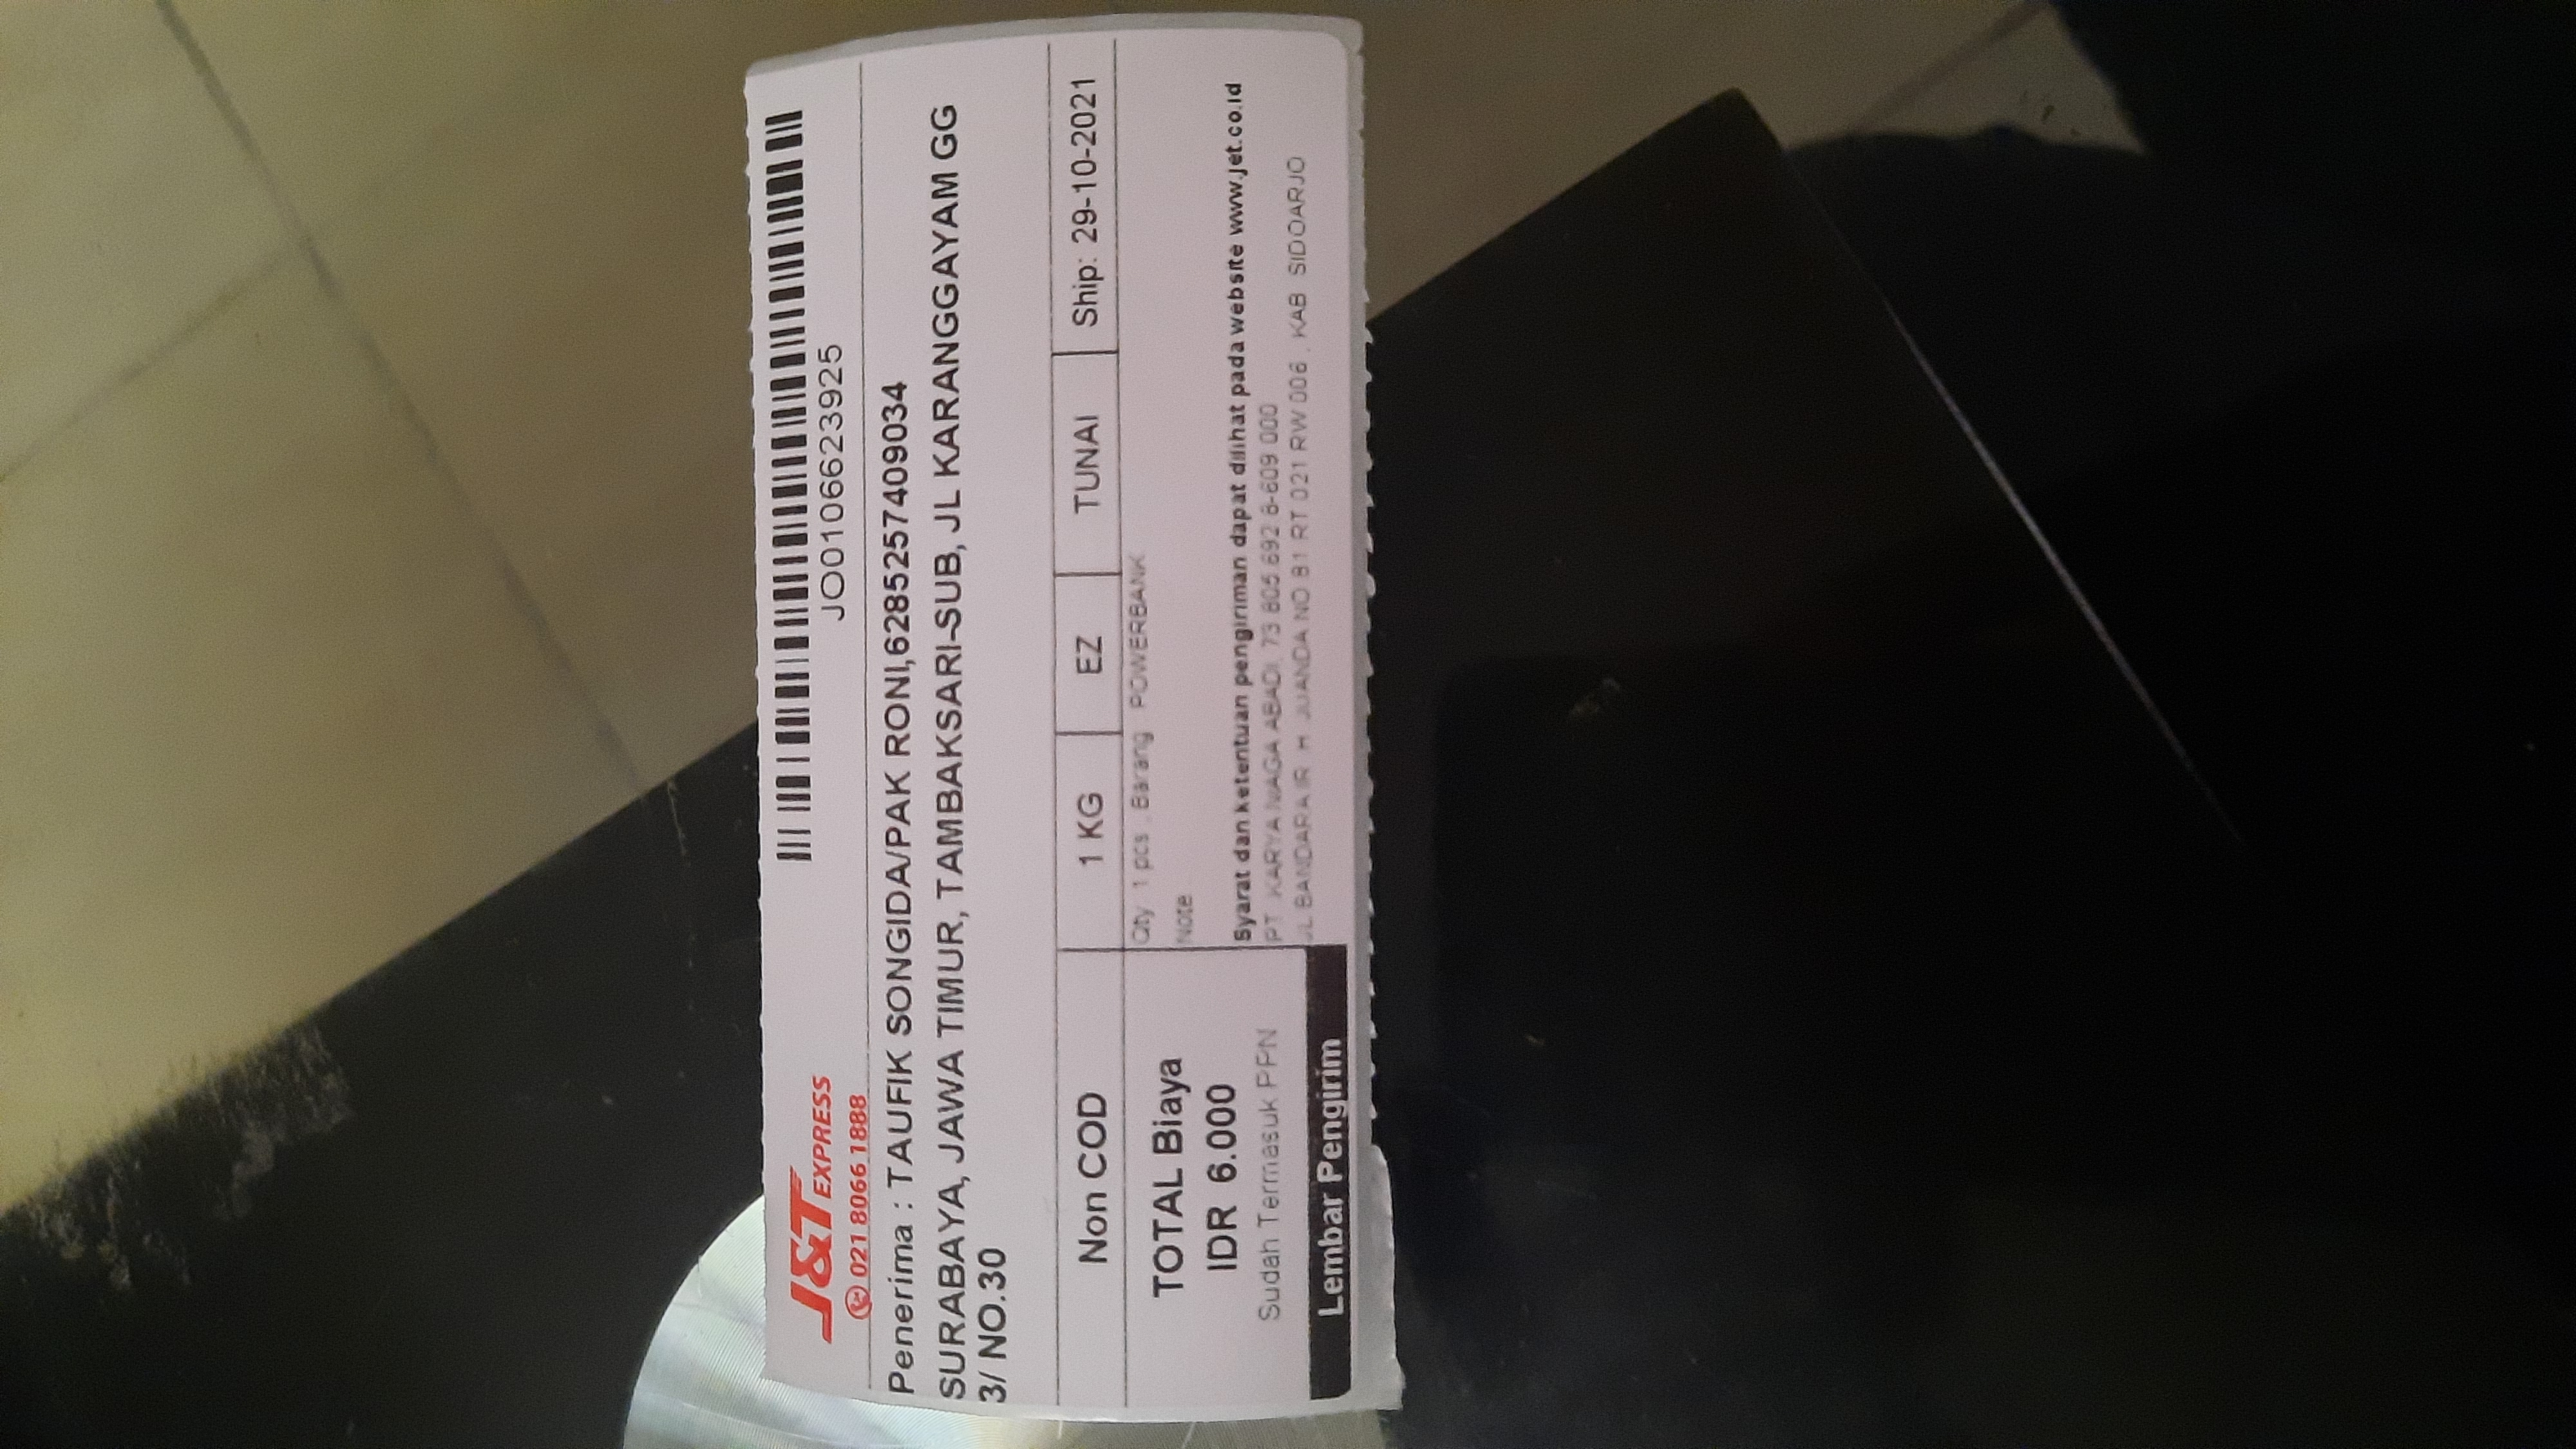 J&T EXPRESS
021 8066 1888
JO0106623925
Penerima : TAUFIK SONGIDA/PAK RONI,6285257409034
SURABAYA, JAWA TIMUR, TAMBAKSARI-SUB, JL KARANGGAYAM GG
3/ NO.30
Non COD 1 KG EZ TUNAI Ship: 29-10-2021
TOTAL Biaya
IDR 6.000
Sudah Termasuk PPN
Lembar Pengirim
Qty 1 pcs , Barang POWERBANK
Note
Syarat dan ketentuan pengiriman dapat dilihat pada website www.jet.co.id
PT. KARYA NIAGA ABADI, 73 805 692 8-609 000
JL BANDARA IR H JUANDA NO 81 RT 021 RW 006 , KAB SIDOARJO